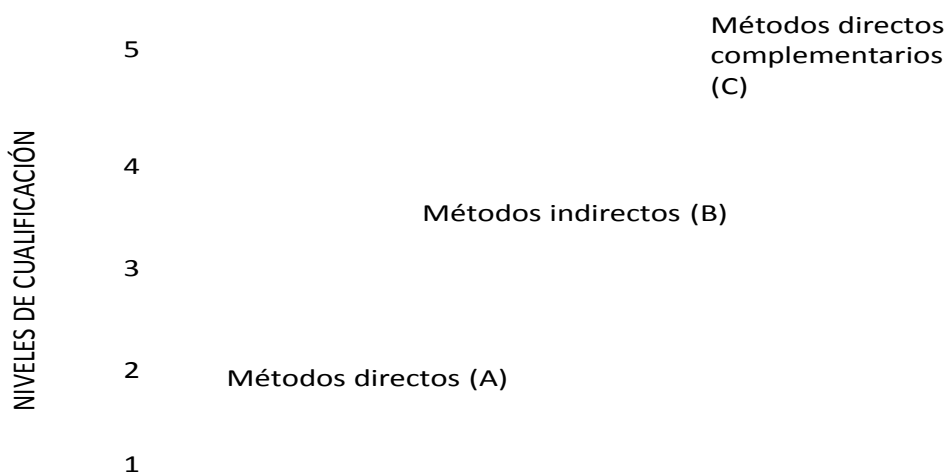 Métodos directos
complementarios
(C)
5
4
Métodos indirectos (B)
3
2
Métodos directos (A)
1
NIVELES DE CUALIFICACIÓN